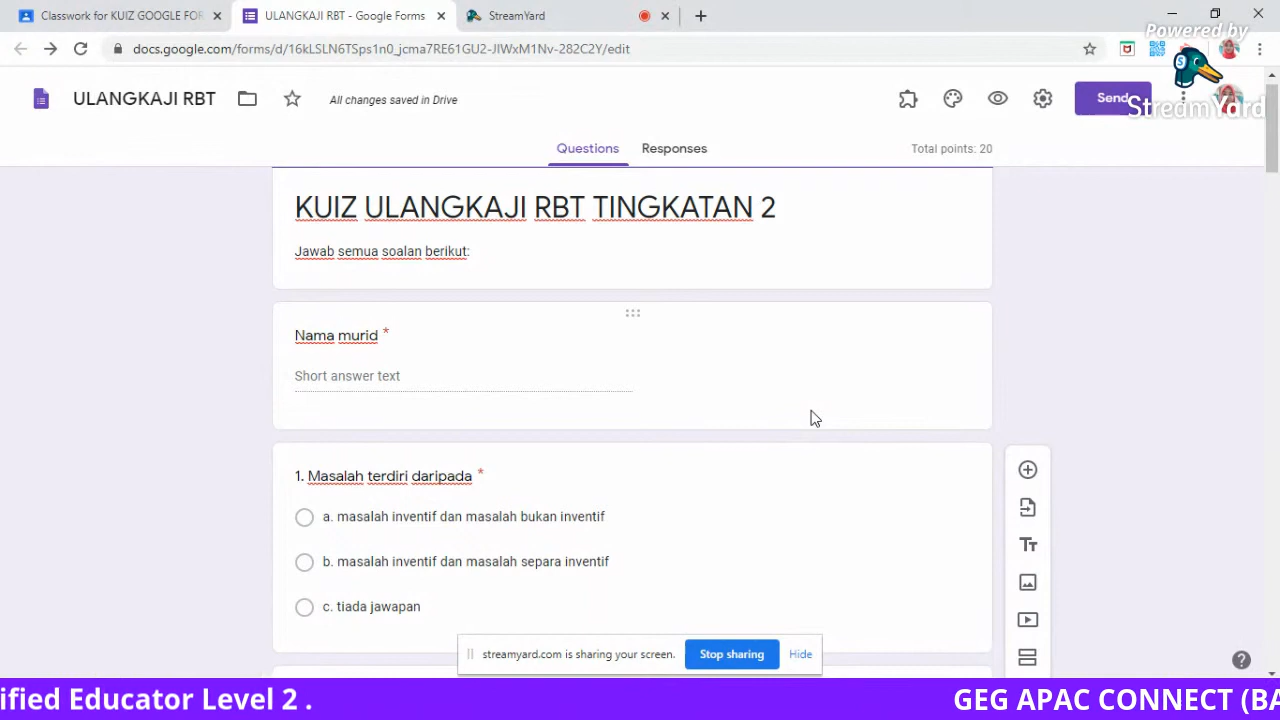 Classwork for KUIZ GOOGLE FOR
ULANGKAJI RBT - Google Forms
StreamYard
docs.google.com/forms/d/16kLSLN6TSps1n0_jcma7RE61GU2-JIWxM1Nv-282C2Y/edit
Powered by
StreamYard
ULANGKAJI RBT
All changes saved in Drive
Send
Questions
Responses
Total points: 20
KUIZ ULANGKAJI RBT TINGKATAN 2
Jawab semua soalan berikut:
Nama murid *
Short answer text
1. Masalah terdiri daripada *
a. masalah inventif dan masalah bukan inventif
b. masalah inventif dan masalah separa inventif
c. tiada jawapan
streamyard.com is sharing your screen.
Stop sharing
Hide
ified Educator Level 2 .
GEG APAC CONNECT (BA